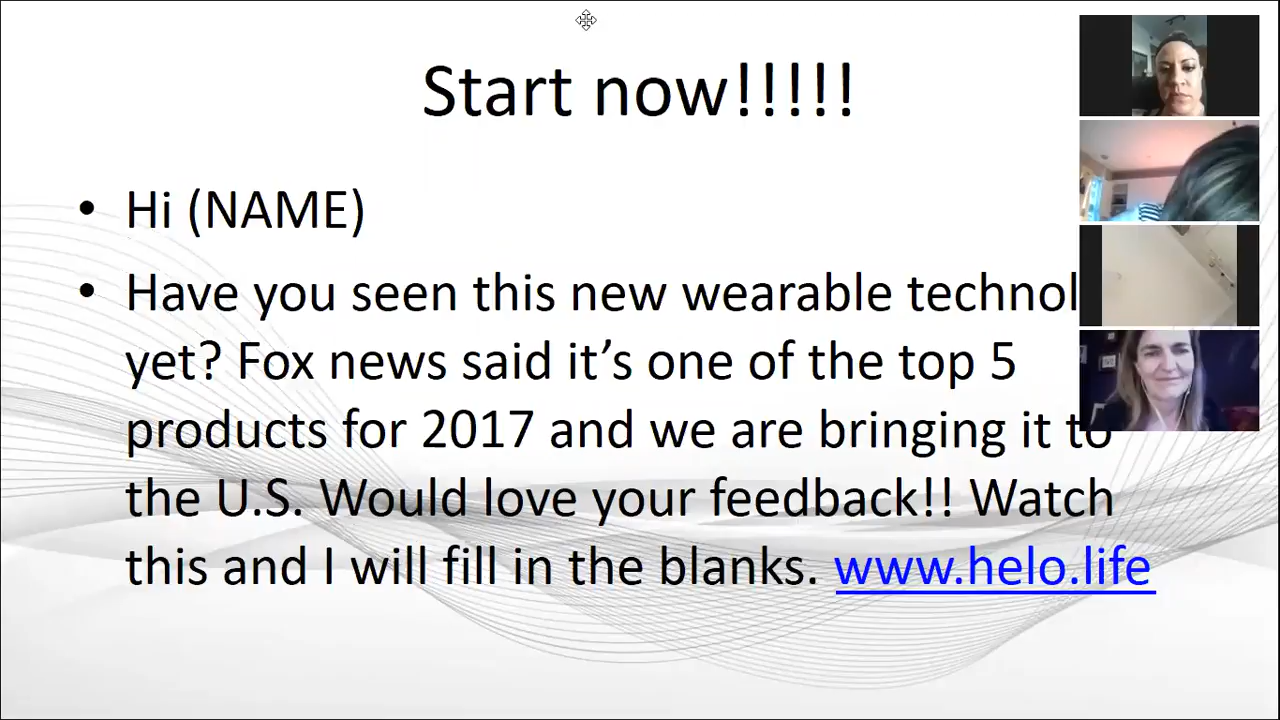 Start now!!!!!
• Hi (NAME)
• Have you seen this new wearable technol
yet? Fox news said it’s one of the top 5
products for 2017 and we are bringing it to
the U.S. Would love your feedback!! Watch
this and I will fill in the blanks. www.helo.life